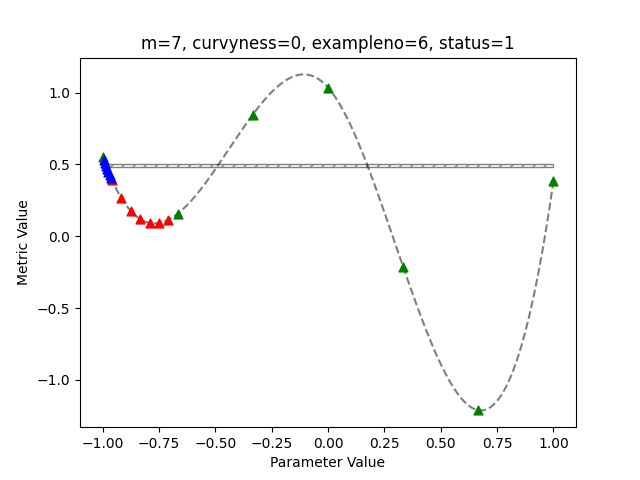 m=7, curvyness=0, exampleno=6, status=1
1.0
0.5
0.0
−0.5
−1.0
Metric Value
−1.00 −0.75 −0.50 −0.25 0.00 0.25 0.50 0.75 1.00
Parameter Value